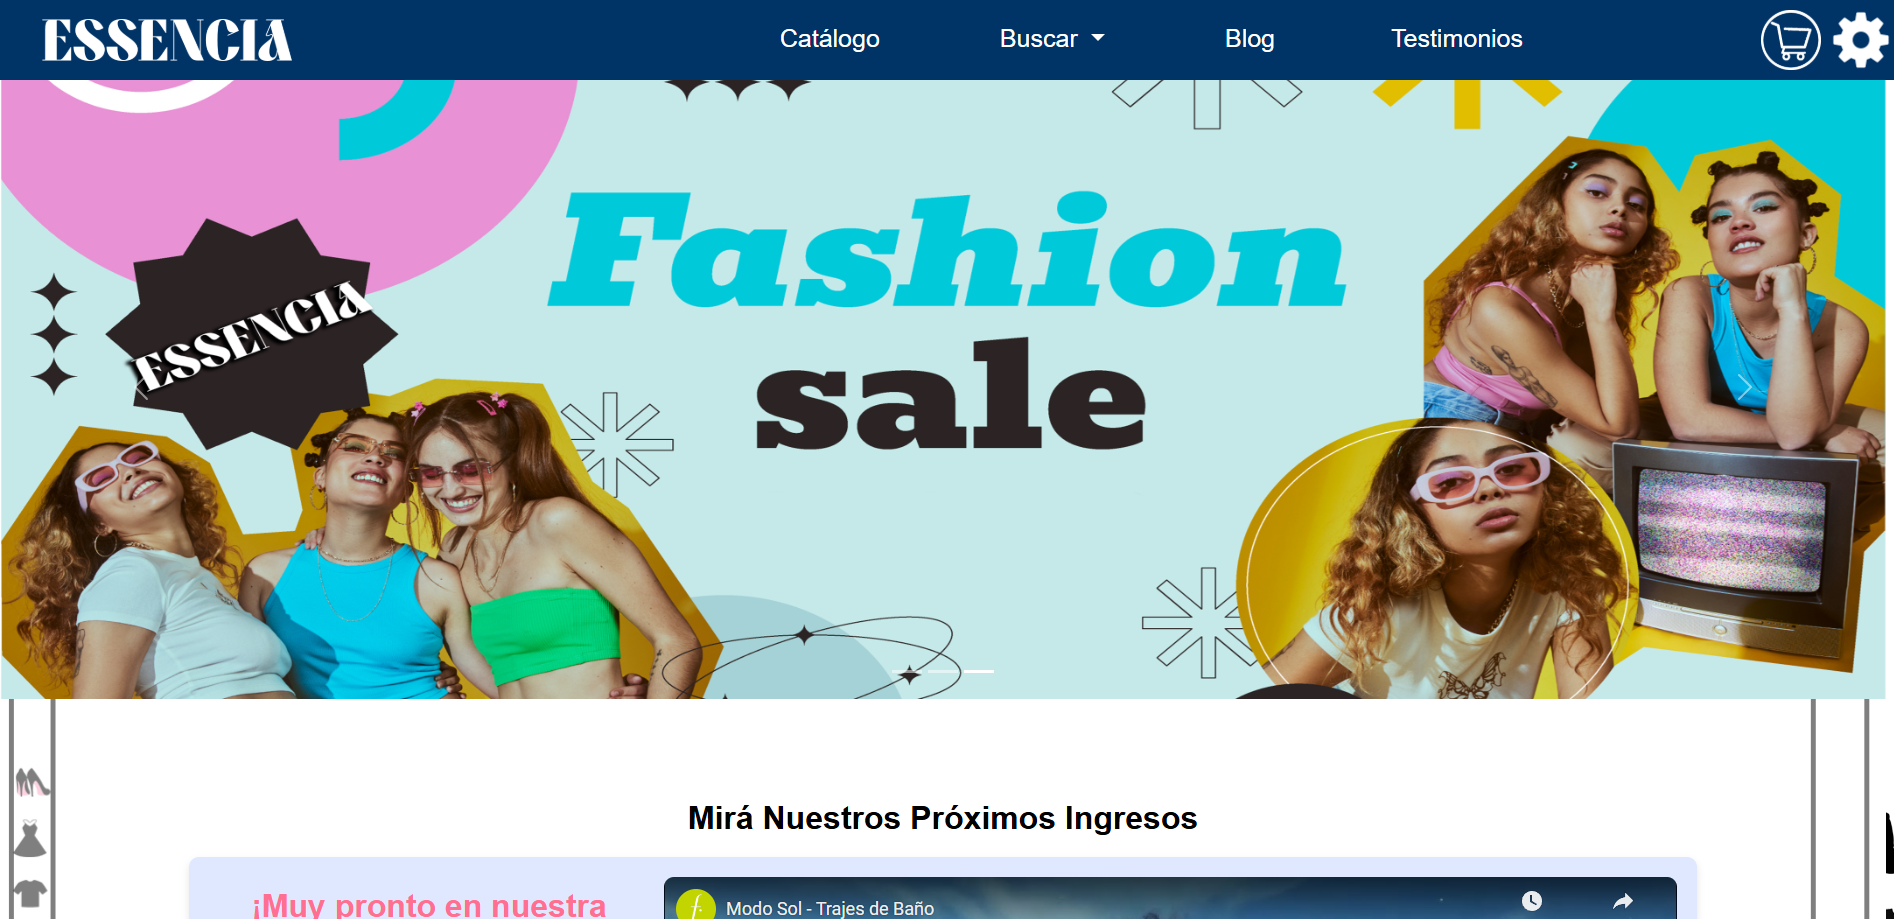 ESSENCIA
Catálogo
Buscar
Blog
Testimonios
Fashion
sale
ESSENCIA
Mirá Nuestros Próximos Ingresos
¡Muy pronto en nuestra
Modo Sol - Trajes de Baño